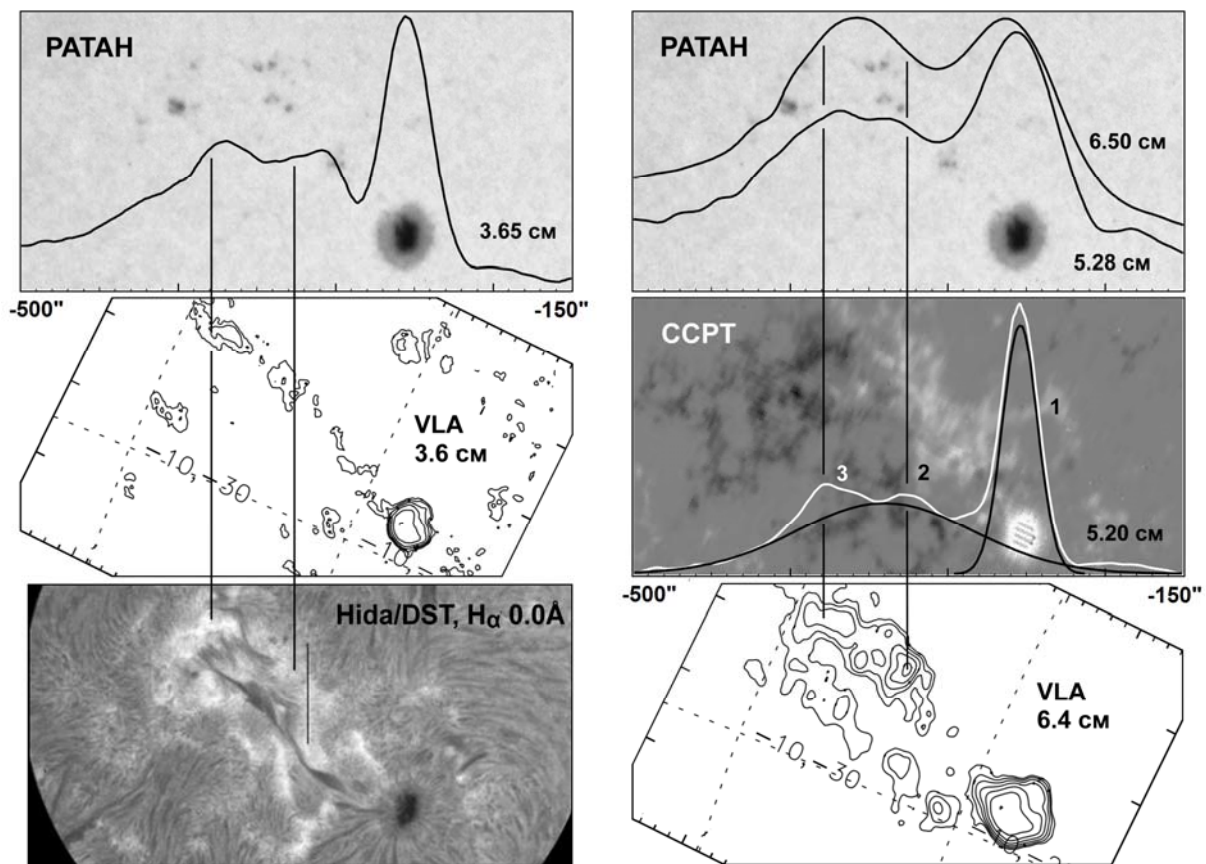 РАТАН
3.65 см
-500"
-150"
VLA
3.6 см
-10, -30
Hida/DST, Hα 0.0Å
РАТАН
6.50 см
5.28 см
ССРТ
1
3
2
5.20 см
-500"
-150"
VLA
6.4 см
-10, -30